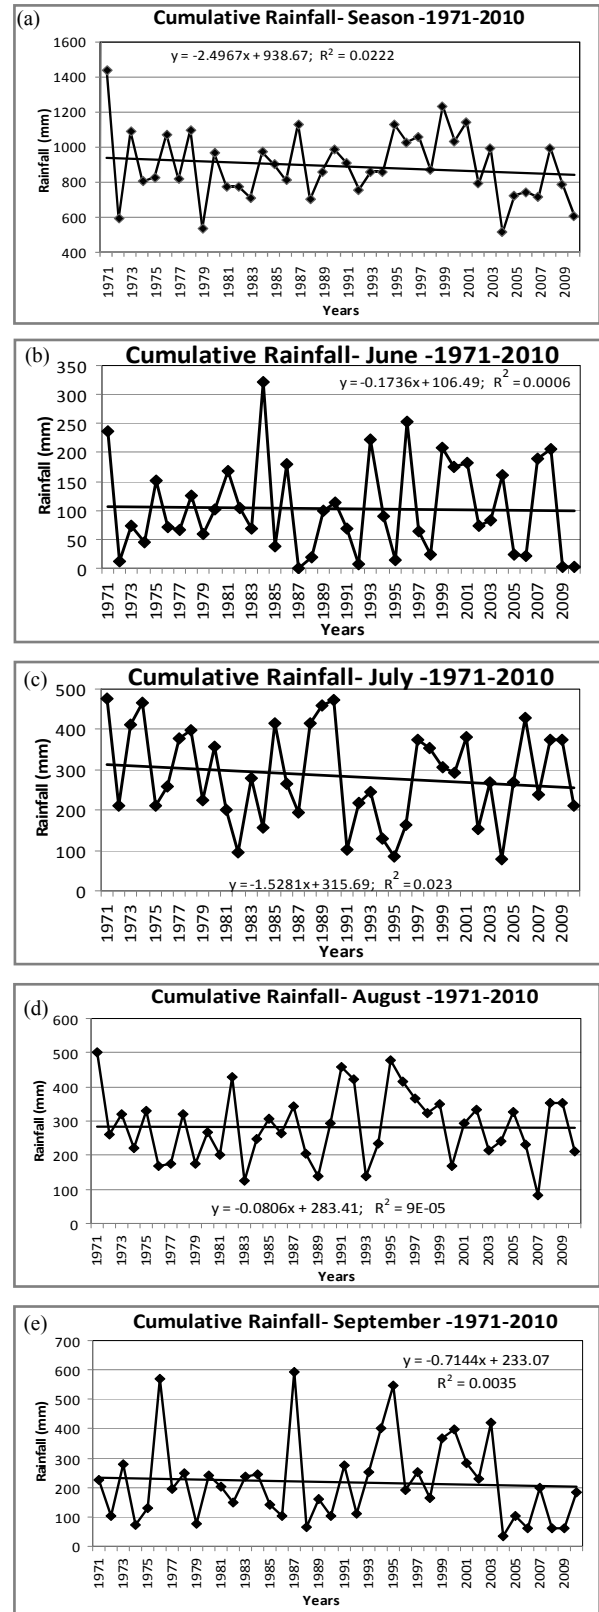 (a)
Cumulative Rainfall- Season -1971-2010
y = -2.4967x + 938.67; R² = 0.0222
Rainfall (mm)
1600
1400
1200
1000
800
600
400
1971 1973 1975 1977 1979 1981 1983 1985 1987 1989 1991 1993 1995 1997 1999 2001 2003 2005 2007 2009
Years
(b)
Cumulative Rainfall- June -1971-2010
y = -0.1736x + 106.49; R² = 0.0006
Rainfall (mm)
350
300
250
200
150
100
50
0
1971 1973 1975 1977 1979 1981 1983 1985 1987 1989 1991 1993 1995 1997 1999 2001 2003 2005 2007 2009
Years
(c)
Cumulative Rainfall- July -1971-2010
Rainfall (mm)
500
400
300
200
100
0
y = -1.5281x + 315.69; R² = 0.023
1971 1973 1975 1977 1979 1981 1983 1985 1987 1989 1991 1993 1995 1997 1999 2001 2003 2005 2007 2009
Years
(d)
Cumulative Rainfall- August -1971-2010
Rainfall (mm)
600
500
400
300
200
100
0
y = -0.0806x + 283.41; R² = 9E-05
1971 1973 1975 1977 1979 1981 1983 1985 1987 1989 1991 1993 1995 1997 1999 2001 2003 2005 2007 2009
Years
(e)
Cumulative Rainfall- September -1971-2010
y = -0.7144x + 233.07
R² = 0.0035
Rainfall (mm)
700
600
500
400
300
200
100
0
1971 1973 1975 1977 1979 1981 1983 1985 1987 1989 1991 1993 1995 1997 1999 2001 2003 2005 2007 2009
Years